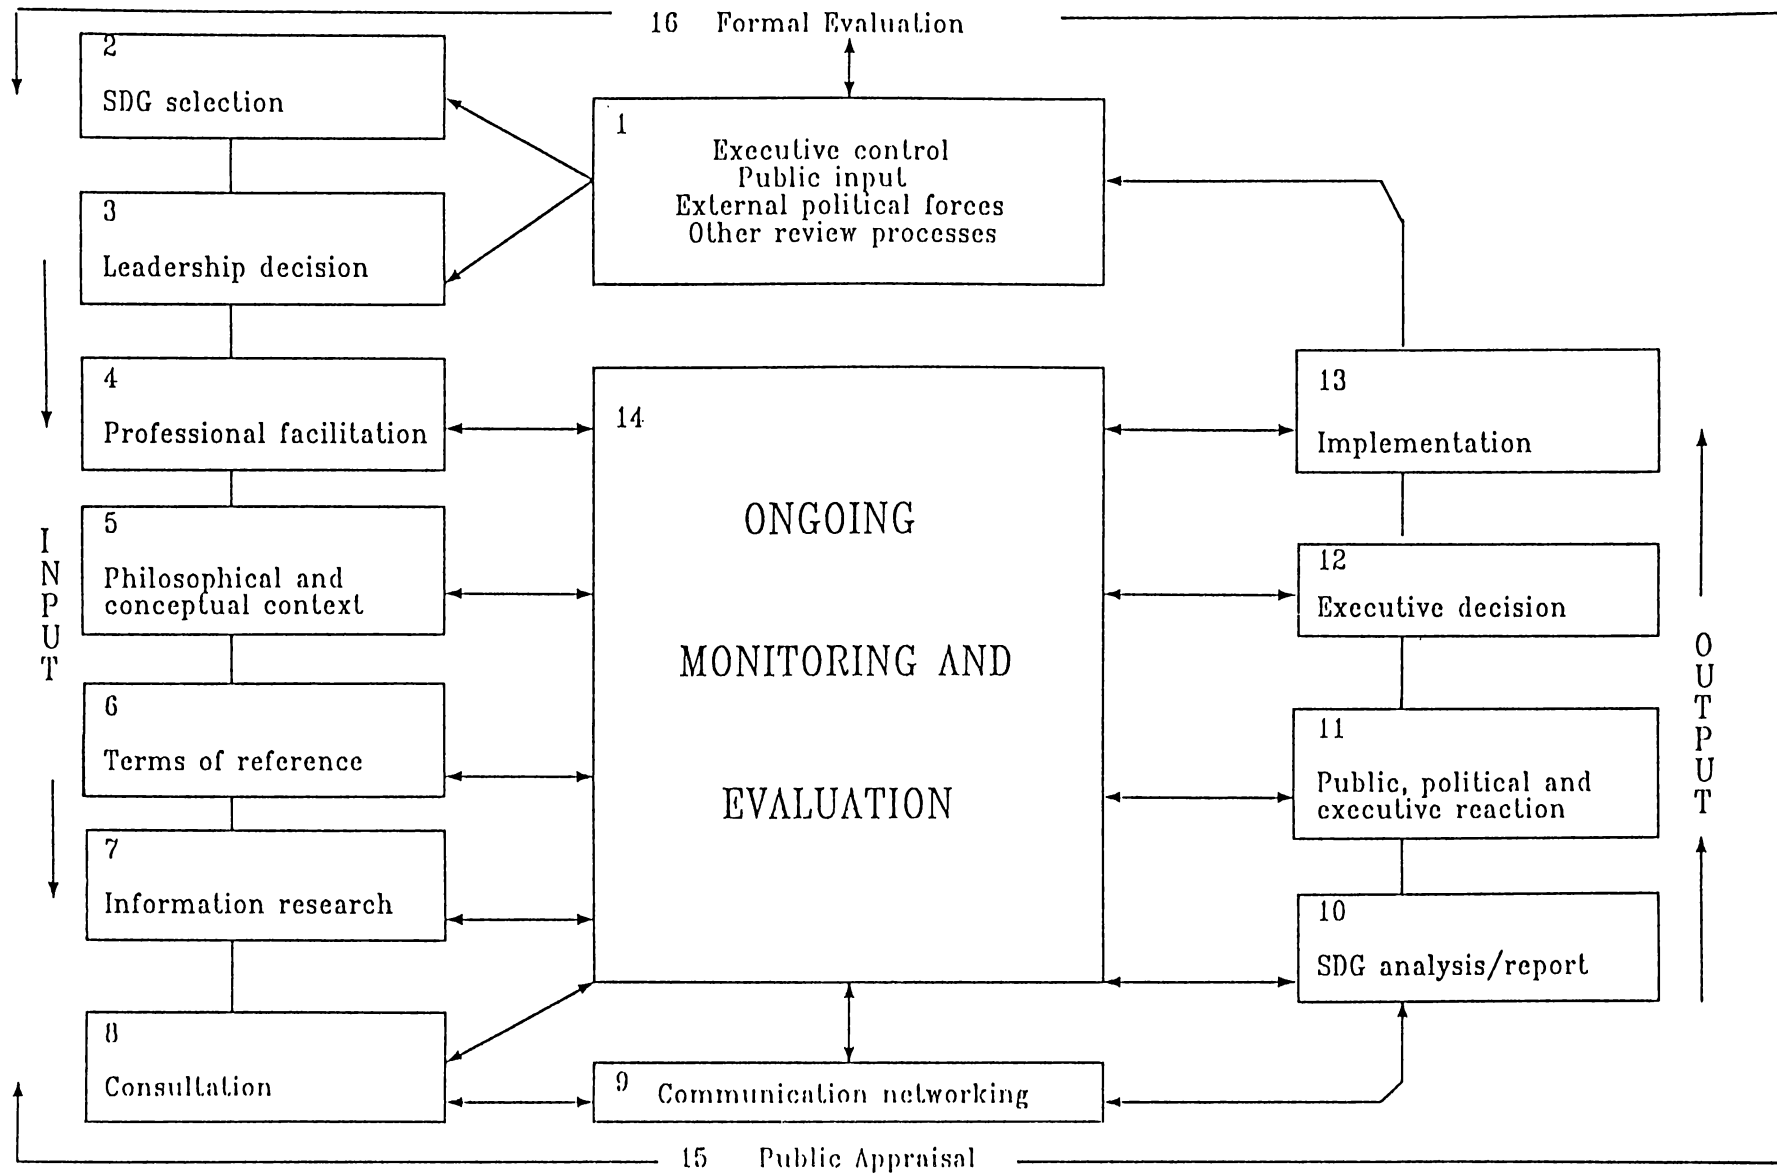 16 Formal Evaluation
2
SDG selection
1
Executive control
Public input
External political forces
Other review processes
3
Leadership decision
4
Professional facilitation
14
ONGOING
MONITORING AND
EVALUATION
13
Implementation
5
Philosophical and
conceptual context
12
Executive decision
INPUT
OUTPUT
6
Terms of reference
11
Public, political and
executive reaction
7
Information research
10
SDG analysis/report
8
Consultation
9 Communication networking
15 Public Appraisal